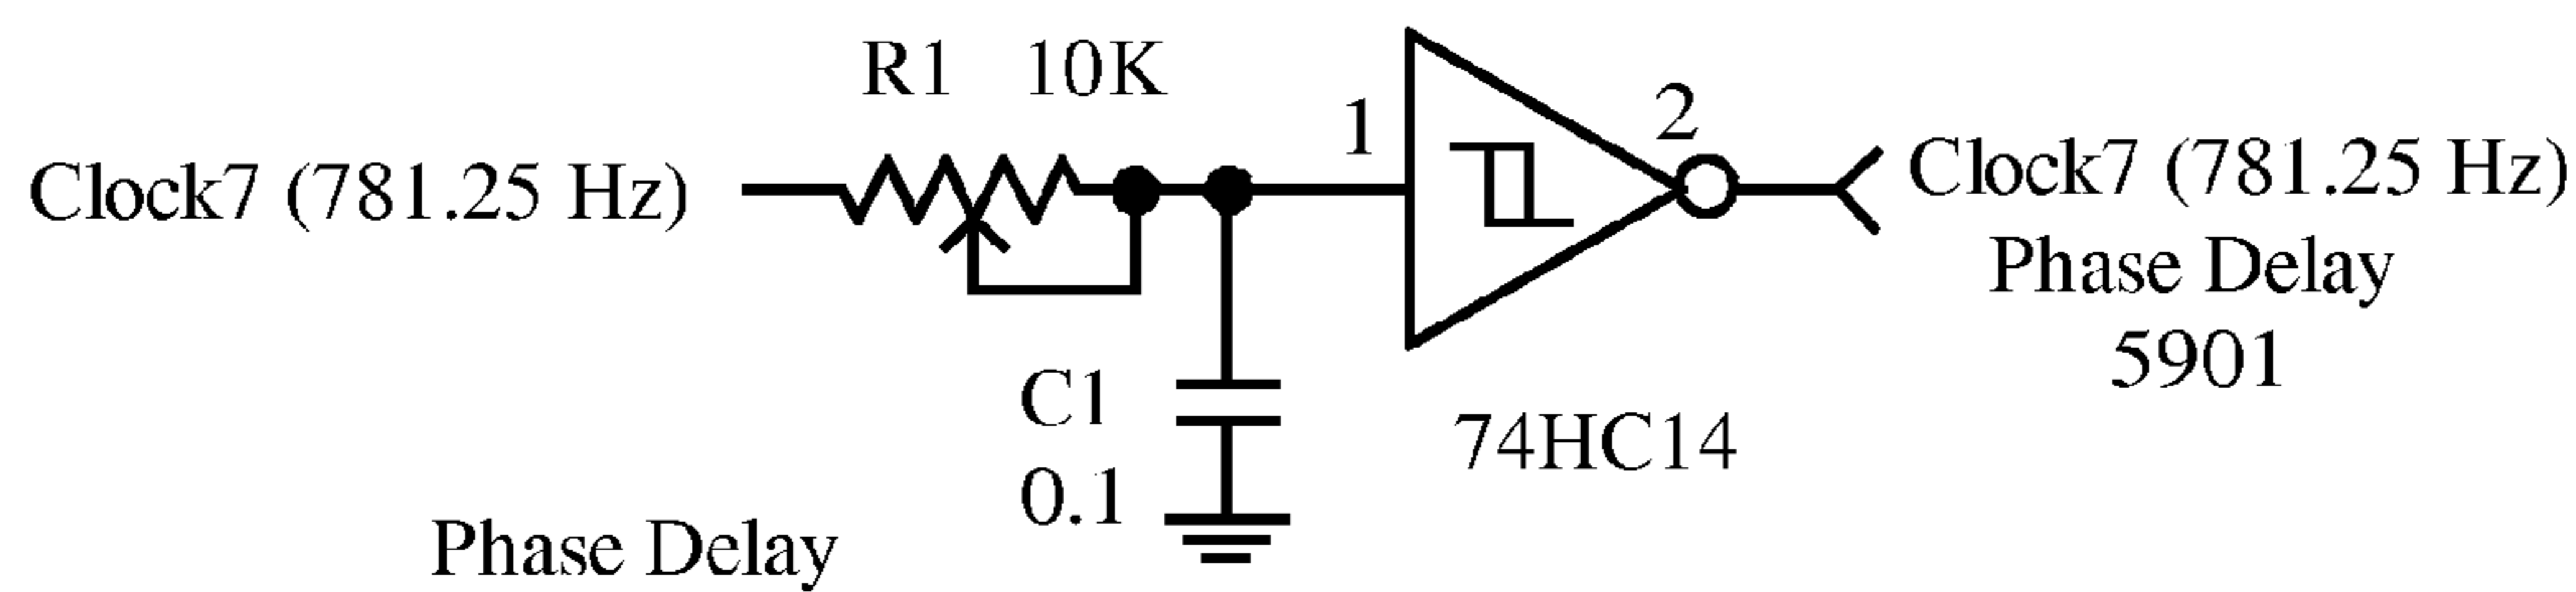 R1 10K
Clock7 (781.25 Hz)
1
2
Clock7 (781.25 Hz)
Phase Delay
5901
C1
0.1
74HC14
Phase Delay